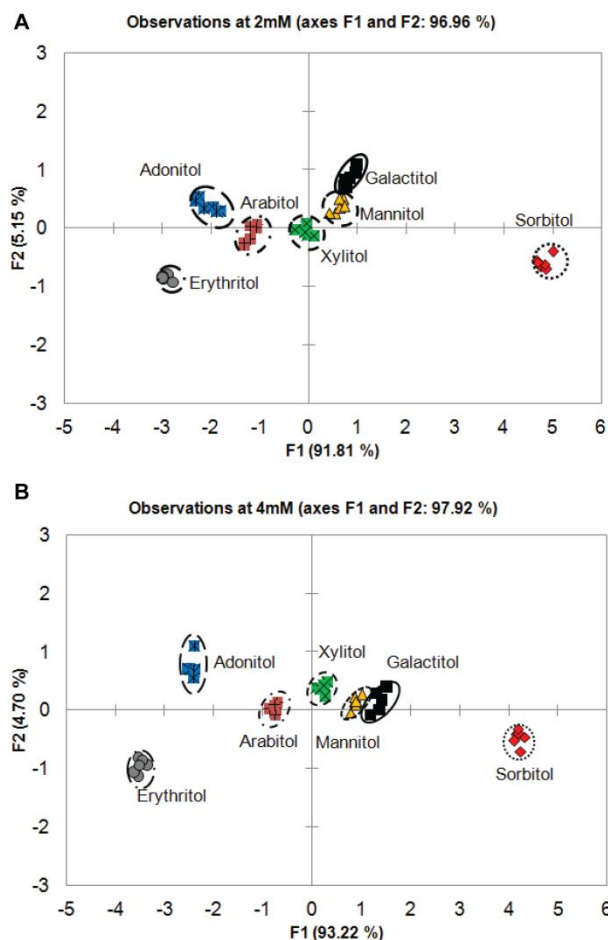 A
Observations at 2mM (axes F1 and F2: 96.96 %)
3
2
1
0
-1
-2
-3
F2 (5.15 %)
Adonitol
Arabitol
Galactitol
Mannitol
Sorbitol
Xylitol
Erythritol
-5 -4 -3 -2 -1 0 1 2 3 4 5 6
F1 (91.81 %)
B
Observations at 4mM (axes F1 and F2: 97.92 %)
3
2
1
0
-1
-2
-3
F2 (4.70 %)
Adonitol
Xylitol
Galactitol
Arabitol
Mannitol
Sorbitol
Erythritol
-5 -4 -3 -2 -1 0 1 2 3 4 5 6
F1 (93.22 %)